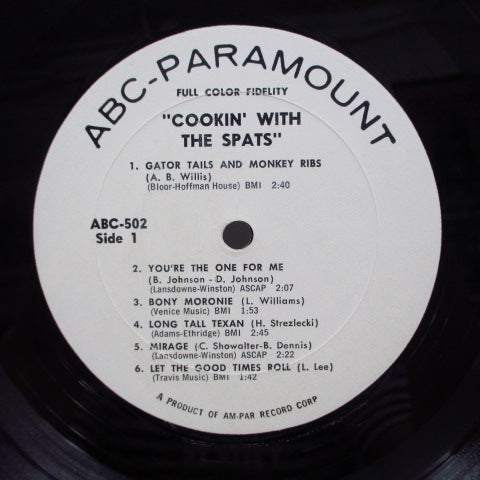 ABC-PARAMOUNT
FULL COLOR FIDELITY
"COOKIN' WITH
THE SPATS"
1. GATOR TAILS AND MONKEY RIBS
(A. B. Willis)
(Bloor-Hoffman House) BMI 2:40
ABC-502
Side 1
2. YOU'RE THE ONE FOR ME
(B. Johnson - D. Johnson)
(Lansdowne-Winston) ASCAP 2:07
3. BONY MORONIE (L. Williams)
(Venice Music) BMI 1:53
4. LONG TALL TEXAN (H. Strezlecki)
(Adams-Ethridge) BMI 2:45
5. MIRAGE (C. Showalter-B. Dennis)
(Lansdowne-Winston) ASCAP 2:22
6. LET THE GOOD TIMES ROLL (L. Lee)
(Travis Music) BMI 1:42
A PRODUCT OF AM-PAR RECORD CORP